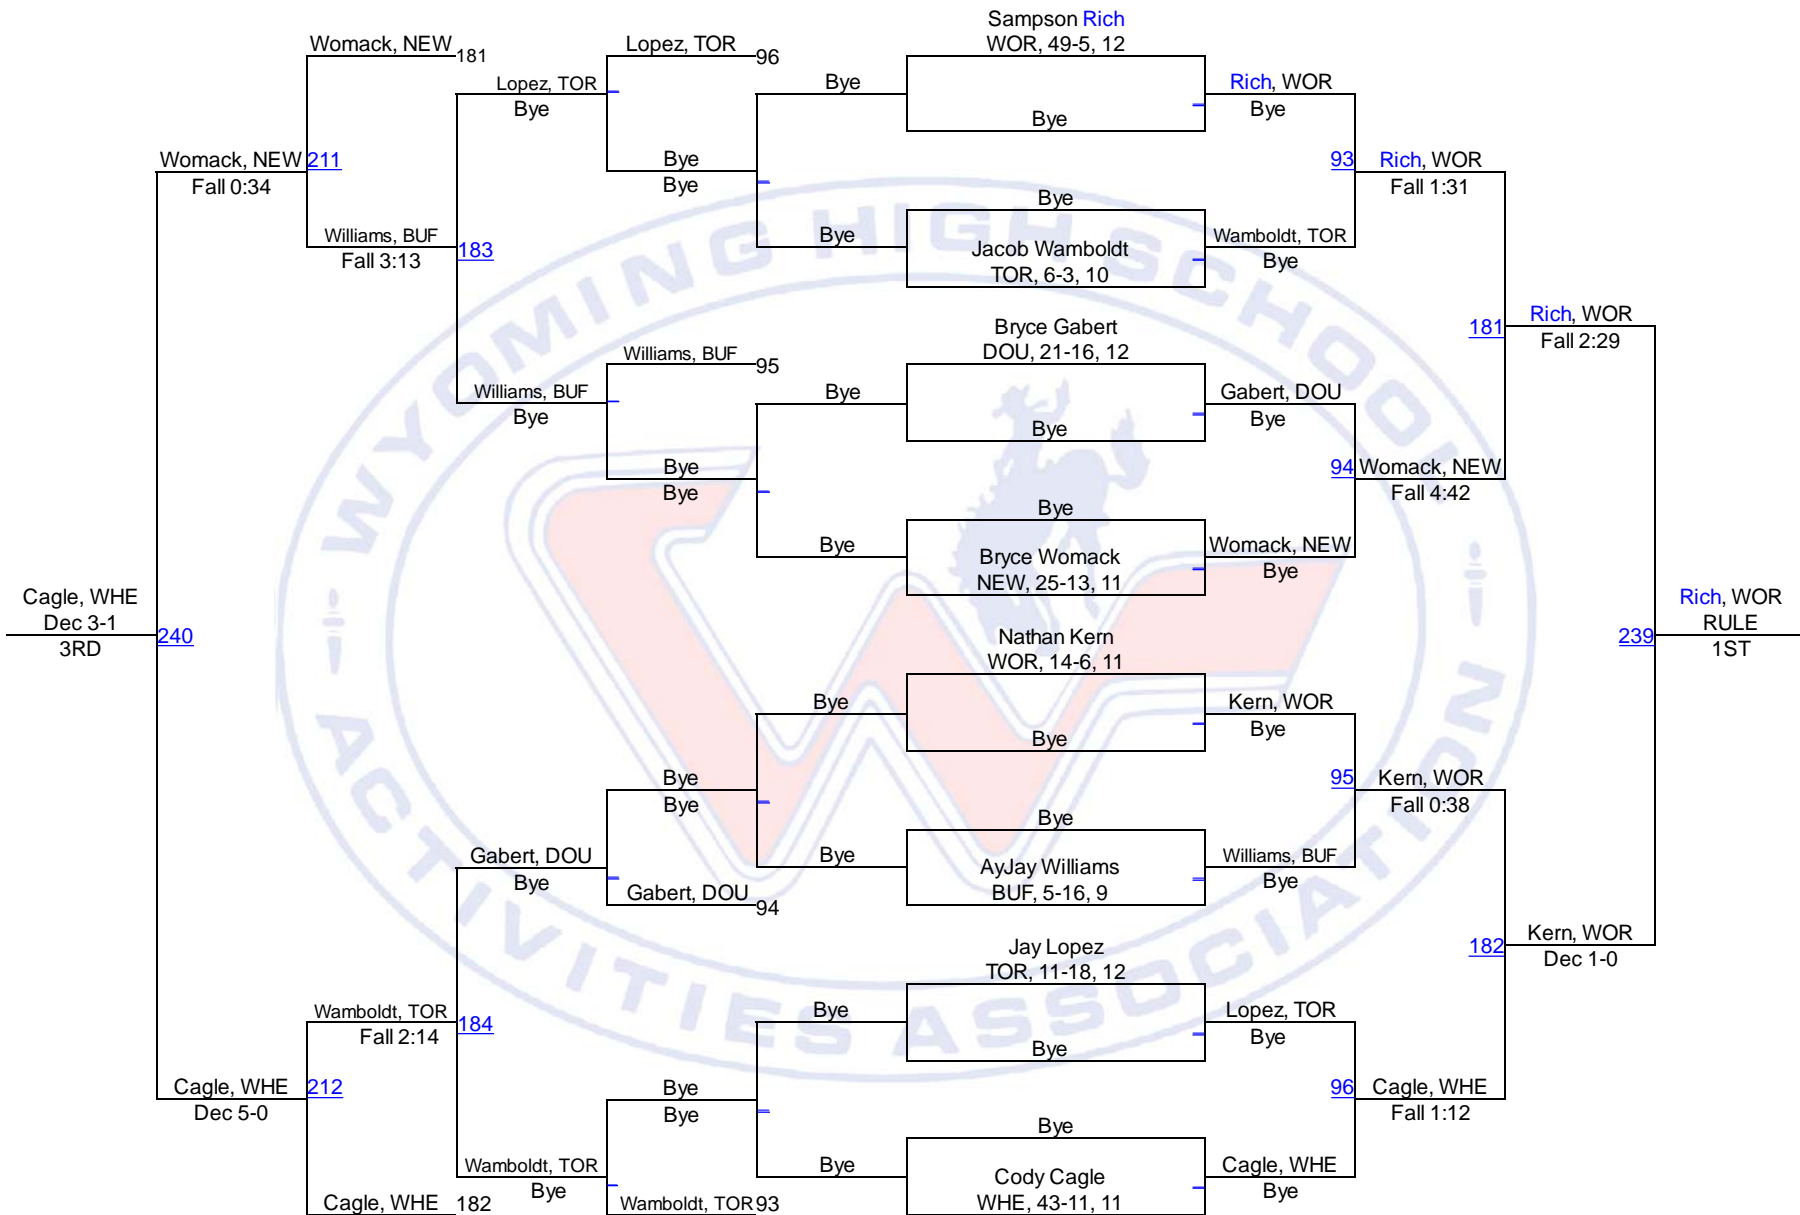 Sampson Rich
WOR, 49-5, 12
Womack, NEW
181
Lopez, TOR
96
Lopez, TOR
Bye
Bye
Bye
Rich, WOR
Bye
Womack, NEW
211
Fall 0:34
Bye
Bye
93
Rich, WOR
Fall 1:31
Williams, BUF
Fall 3:13
183
Bye
Bye
Jacob Wamboldt
TOR, 6-3, 10
Wamboldt, TOR
Bye
Bryce Gabert
DOU, 21-16, 12
181
Rich, WOR
Fall 2:29
Williams, BUF
95
Williams, BUF
Bye
Bye
Bye
Gabert, DOU
Bye
Bye
Bye
94
Womack, NEW
Fall 4:42
Bye
Bye
Bryce Womack
NEW, 25-13, 11
Womack, NEW
Bye
Cagle, WHE
Dec 3-1
3RD
240
Nathan Kern
WOR, 14-6, 11
239
Rich, WOR
RULE
1ST
Bye
Bye
Kern, WOR
Bye
Bye
Bye
95
Kern, WOR
Fall 0:38
Gabert, DOU
Bye
Gabert, DOU
94
Bye
Bye
AyJay Williams
BUF, 5-16, 9
Williams, BUF
Bye
Jay Lopez
TOR, 11-18, 12
182
Kern, WOR
Dec 1-0
Wamboldt, TOR
Fall 2:14
184
Bye
Bye
Lopez, TOR
Bye
Cagle, WHE
Dec 5-0
212
Bye
Bye
96
Cagle, WHE
Fall 1:12
Wamboldt, TOR
Bye
Bye
Bye
Cody Cagle
WHE, 43-11, 11
Cagle, WHE
Bye
Cagle, WHE
182
Wamboldt, TOR
93
WYOMING HIGH SCHOOL
ACTIVITIES ASSOCIATION